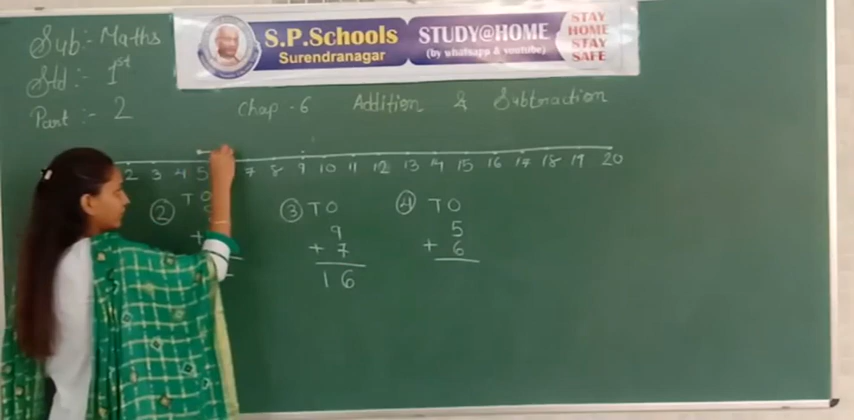 Sub:- Maths
Std :- 1st
Part :- 2
S.P.Schools
Surendranagar
STUDY@HOME
(by whatsapp & youtube)
STAY
HOME
STAY
SAFE
Chap - 6 Addition & Subtraction
2 3 4 5 7 8 9 10 11 12 13 14 15 16 17 18 19 20
② T O
+
③ T O
9
+ 7
1 6
④ T O
5
+ 6